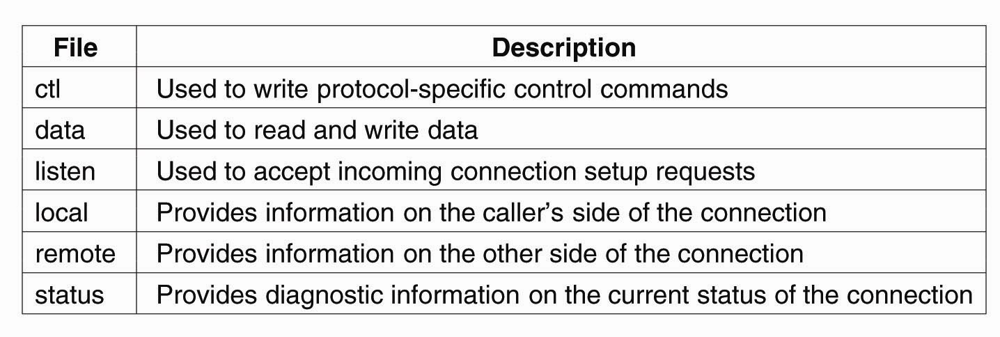 File Description
ctl Used to write protocol-specific control commands
data Used to read and write data
listen Used to accept incoming connection setup requests
local Provides information on the caller’s side of the connection
remote Provides information on the other side of the connection
status Provides diagnostic information on the current status of the connection